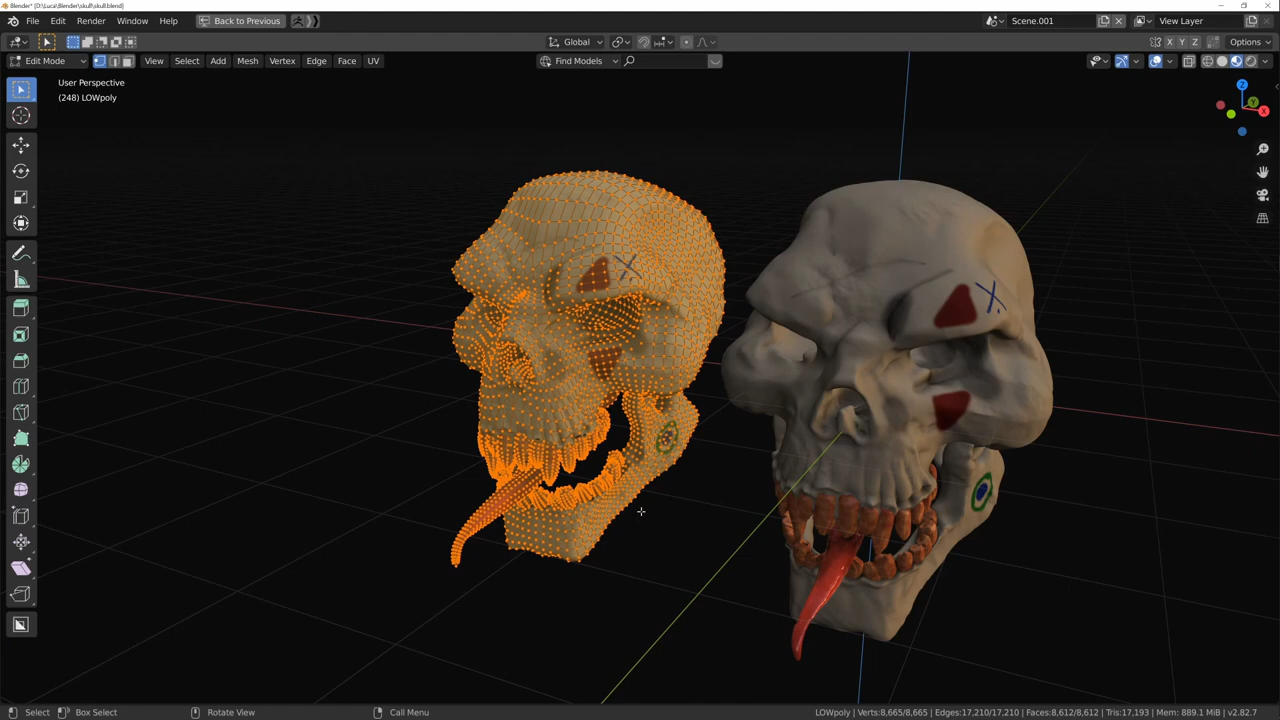 Blender* [D:\Luca\Blender\skull\skull.blend]
File Edit Render Window Help Back to Previous Scene.001 View Layer
Global X Y Z Options
Edit Mode View Select Add Mesh Vertex Edge Face UV Find Models
User Perspective
(248) LOWpoly
Z
Y
X
Select Box Select Rotate View Call Menu LOWpoly | Verts:8,665/8,665 | Edges:17,210/17,210 | Faces:8,612/8,612 | Tris:17,193 | Mem: 889.1 MiB | v2.82.7